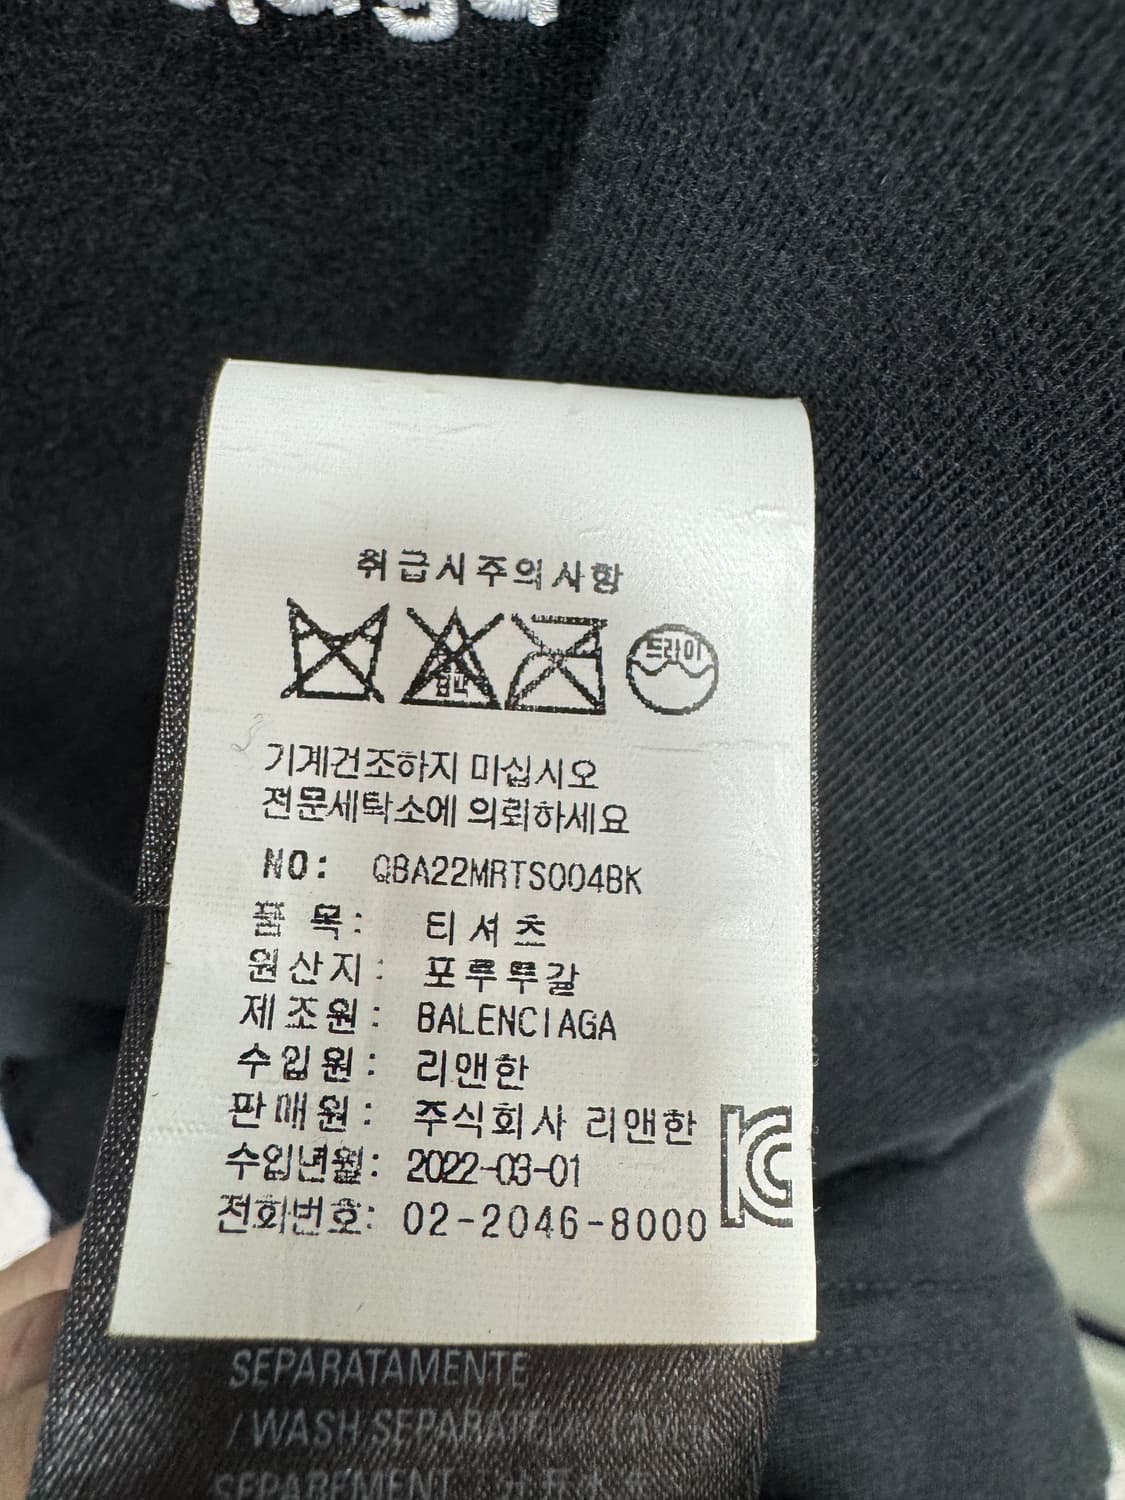 취급시주의사항
드라이
기계건조하지 미십시오
전문세탁소에 의뢰하세요
NO: QBA22MRTS004BK
품 목: 티셔츠
원산지: 포루투갈
제조원: BALENCIAGA
수입원: 리앤한
판매원: 주식회사 리앤한
수입년월: 2022-03-01
전화번호: 02-2046-8000
SEPARATAMENTE
/ WASH SEPARATE